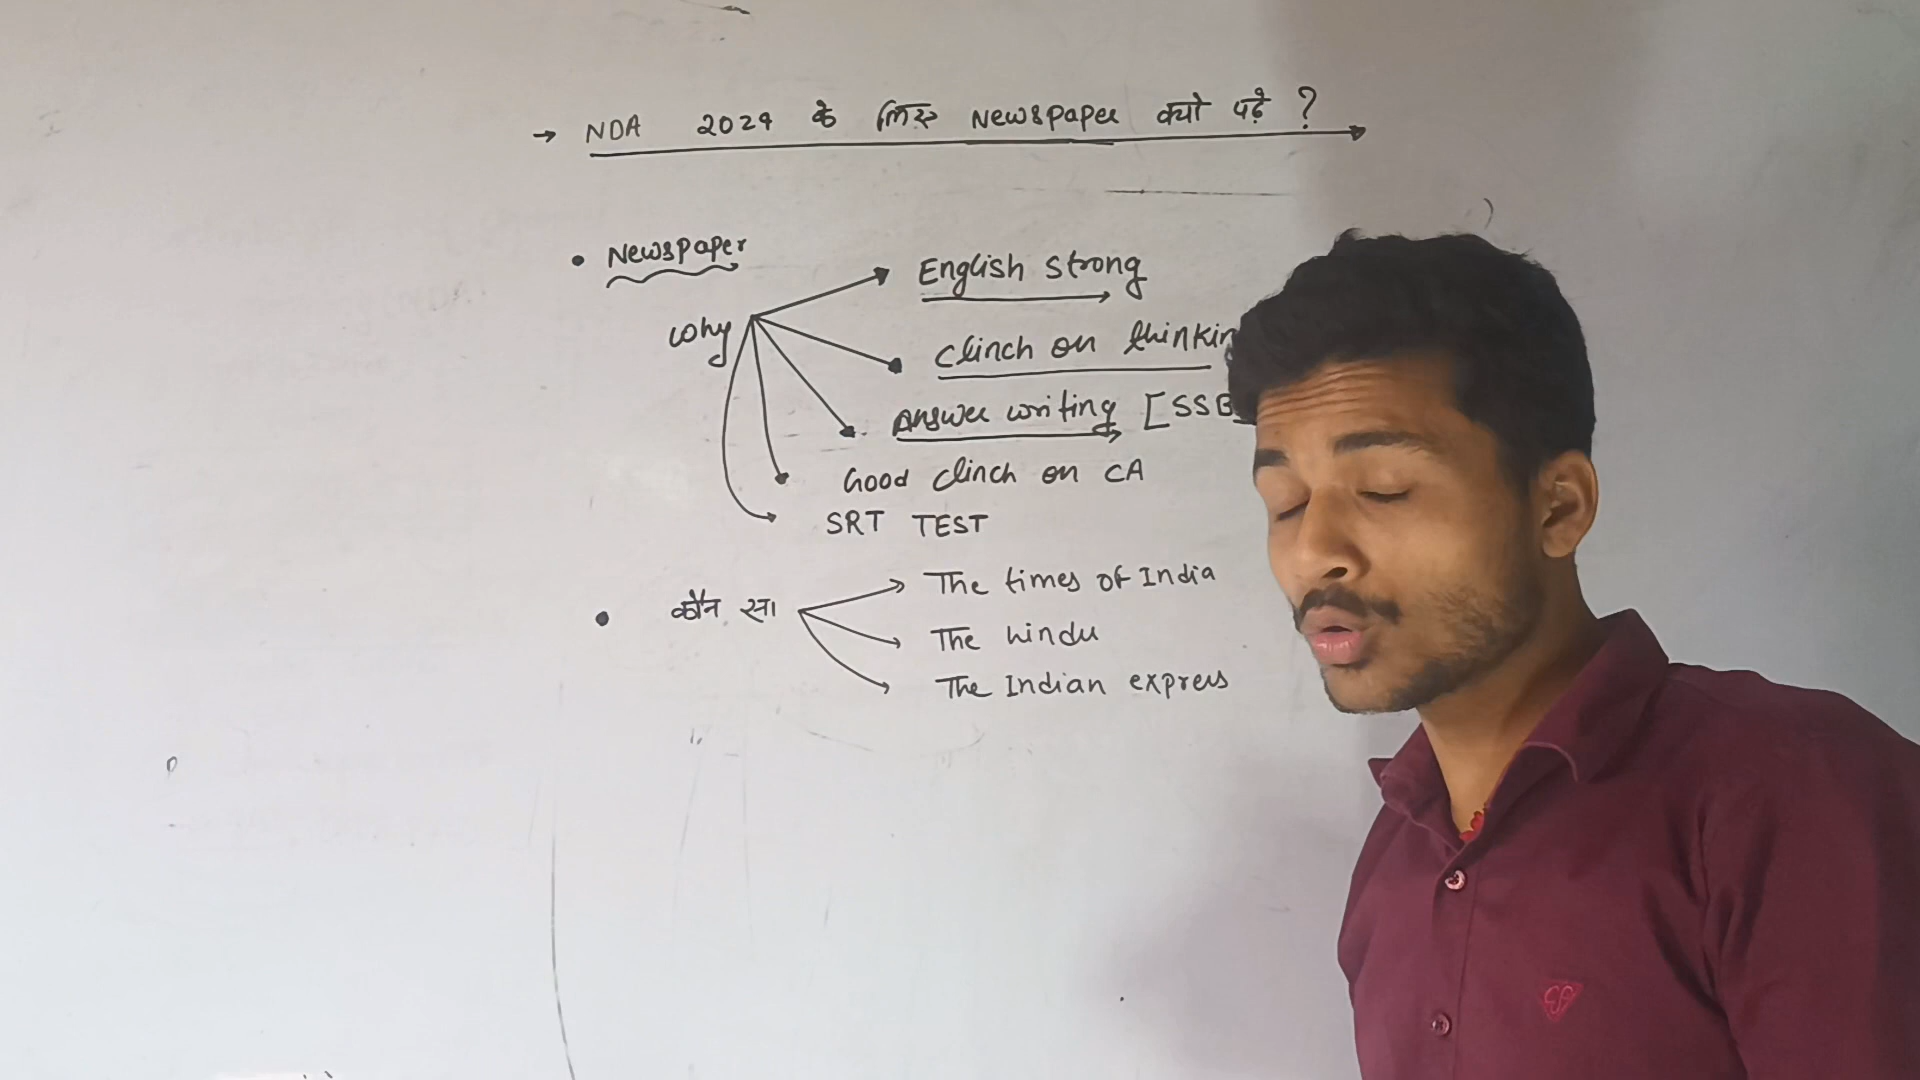 → NDA 2024 के लिए Newspaper क्यो पढ़े ?
• Newspaper
why
English strong
Clinch on thinkin
Answer writing [SSB
Good clinch on CA
SRT TEST
• कौन सा
The times of India
The hindu
The Indian express